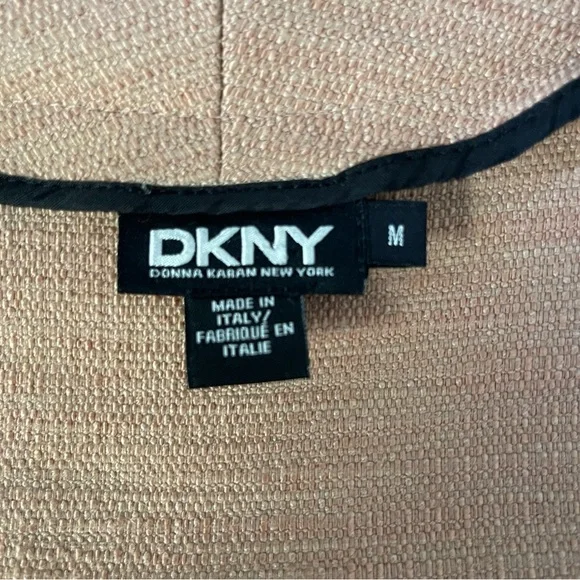 DKNY
DONNA KARAN NEW YORK
M
MADE IN
ITALY/
FABRIQUÉ EN
ITALIE